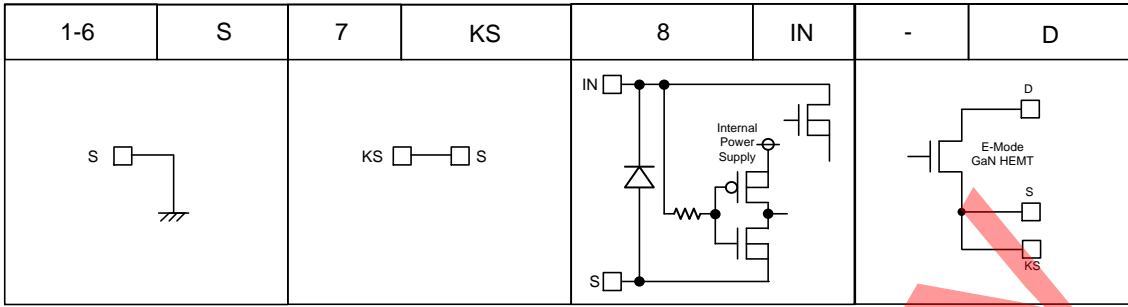 1-6 S 7 KS 8 IN - D
S
KS S
IN
Internal
Power
Supply
S
D
E-Mode
GaN HEMT
S
KS